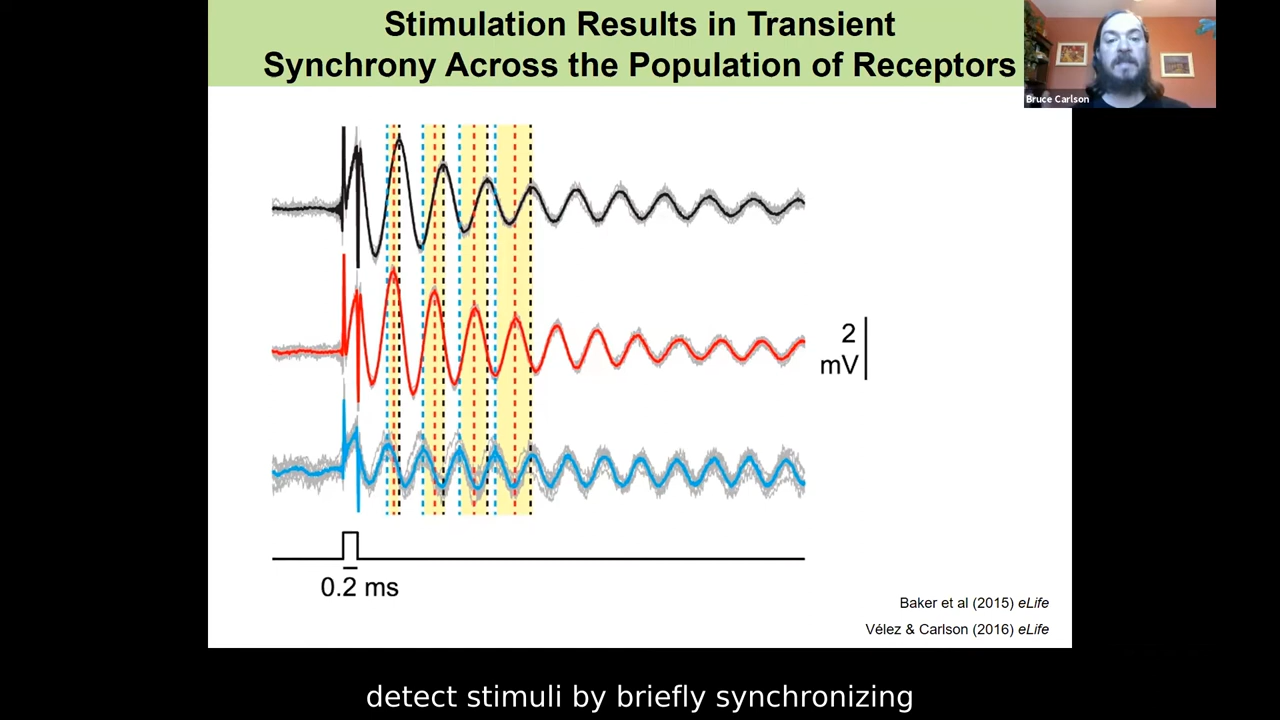 Stimulation Results in Transient
Synchrony Across the Population of Receptors
Bruce Carlson
2
mV
0.2 ms
Baker et al (2015) eLife
Vélez & Carlson (2016) eLife
detect stimuli by briefly synchronizing